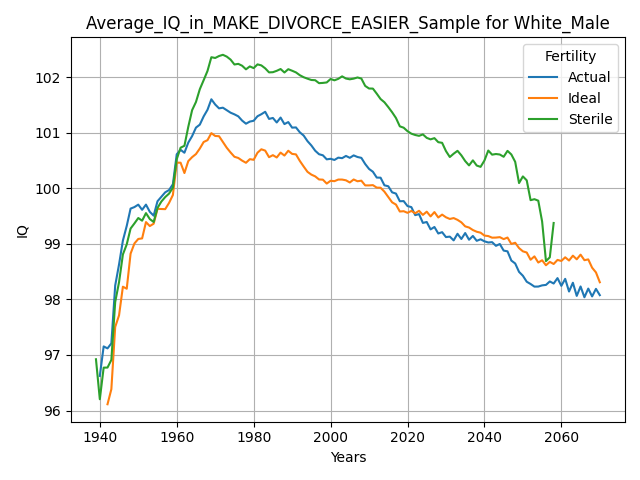 Average_IQ_in_MAKE_DIVORCE_EASIER_Sample for White_Male
Fertility
Actual
Ideal
Sterile
102
101
100
99
98
97
96
IQ
1940
1960
1980
2000
2020
2040
2060
Years